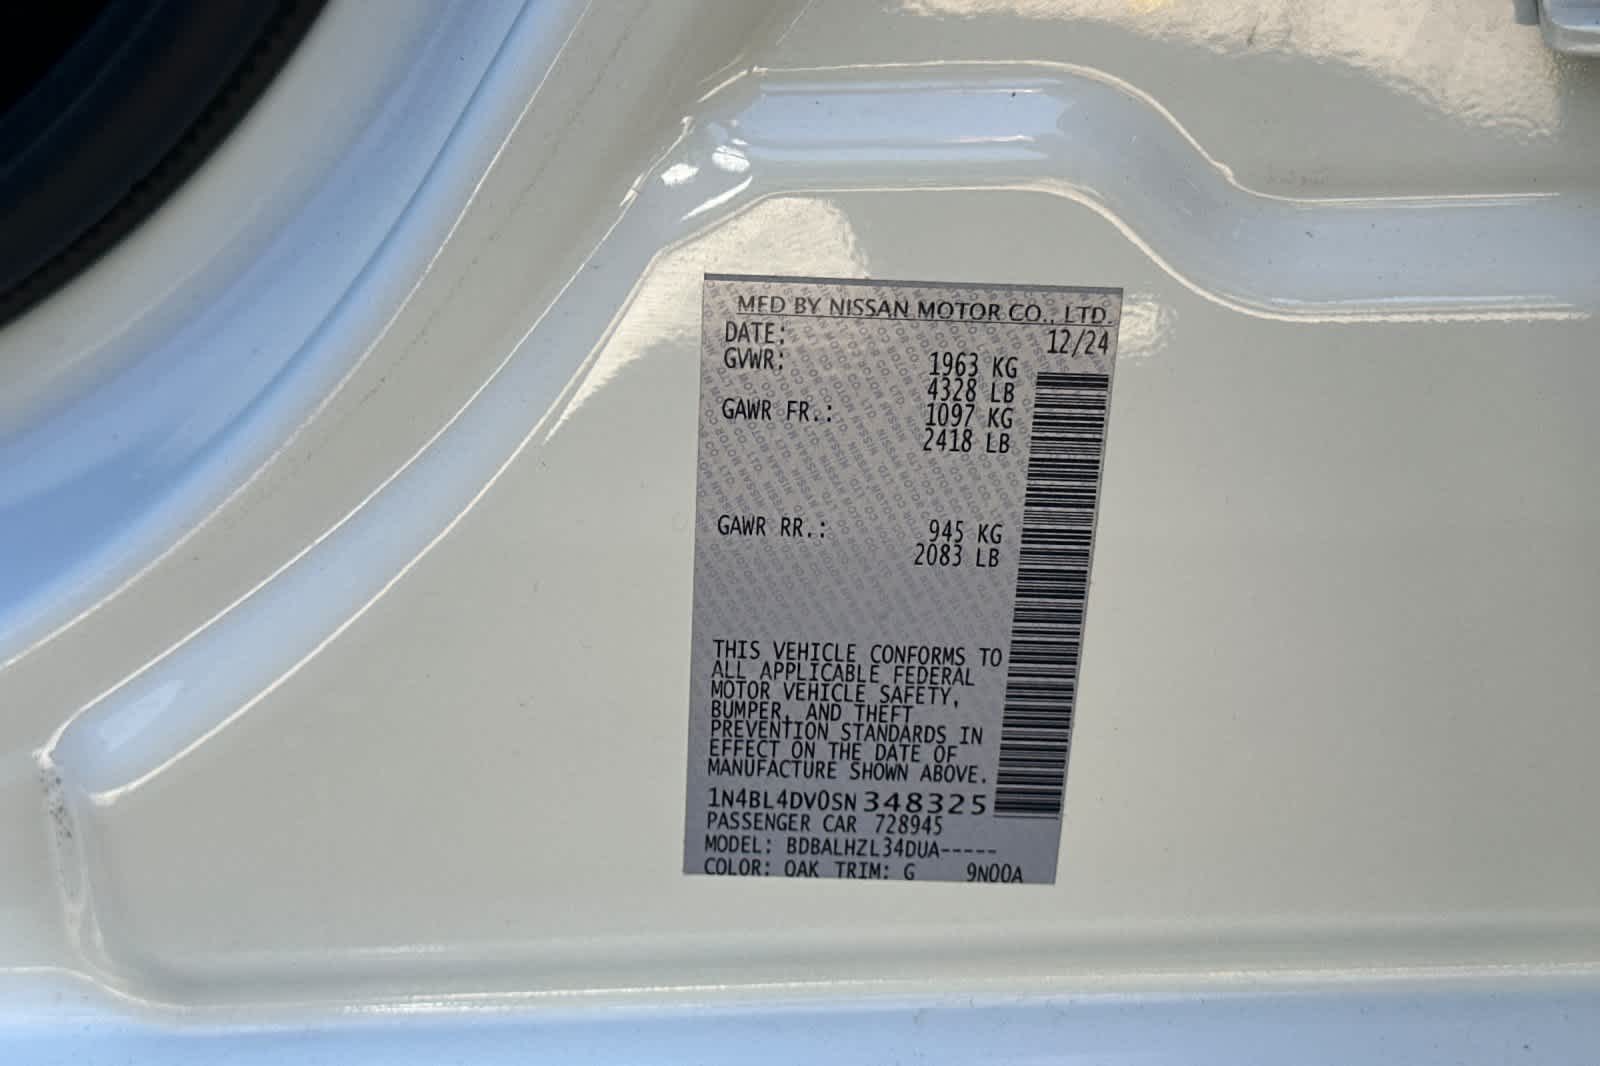 MFD BY NISSAN MOTOR CO., LTD.
DATE: 12/24
GVWR: 1963 KG
4328 LB
GAWR FR.: 1097 KG
2418 LB
GAWR RR.: 945 KG
2083 LB
THIS VEHICLE CONFORMS TO
ALL APPLICABLE FEDERAL
MOTOR VEHICLE SAFETY,
BUMPER, AND THEFT
PREVENTION STANDARDS IN
EFFECT ON THE DATE OF
MANUFACTURE SHOWN ABOVE.
1N4BL4DV0SN348325
PASSENGER CAR 728945
MODEL: BDBALHZL34DUA-----
COLOR: QAK TRIM: G 9N00A